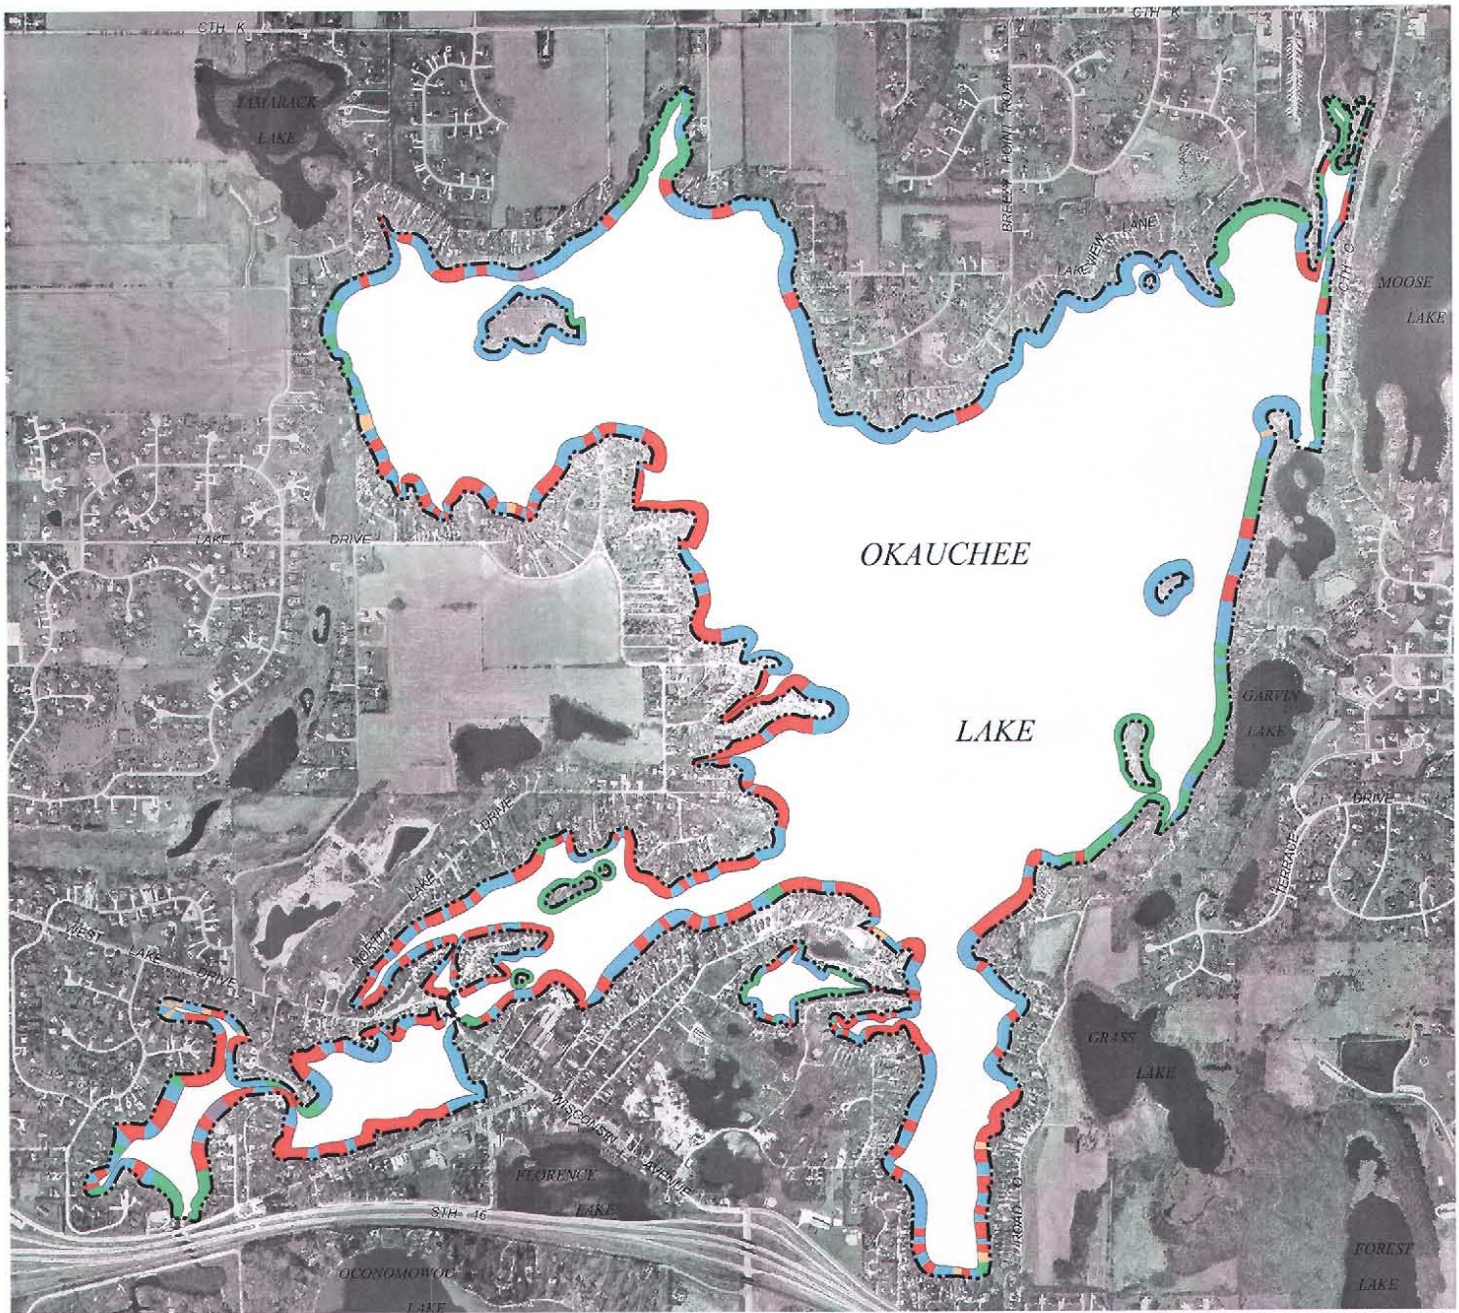 CTH K
CTH K
TAMARACK
LAKE
BREEZY POINT ROAD
LAKEVIEW LANE
CTH C
MOOSE
LAKE
LAKE DRIVE
OKAUCHEE
LAKE
GARVIN
LAKE
TERRACE DRIVE
NORTH LAKE DRIVE
WEST LAKE DRIVE
GRASS
LAKE
WISCONSIN AVENUE
FLORENCE
LAKE
STH 16
ROAD
OCONOMOWOC
LAKE
FOREST
LAKE